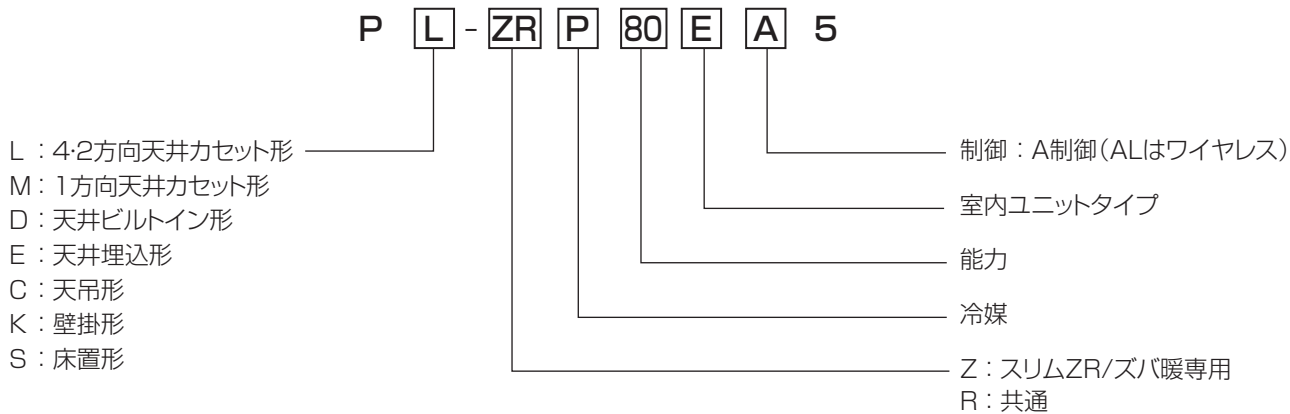 P L - ZR P 80 E A 5
L：4・2方向天井カセット形
M：1方向天井カセット形
D：天井ビルトイン形
E：天井埋込形
C：天吊形
K：壁掛形
S：床置形
制御：A制御（ALはワイヤレス）
室内ユニットタイプ
能力
冷媒
Z：スリムZR/ズバ暖専用
R：共通